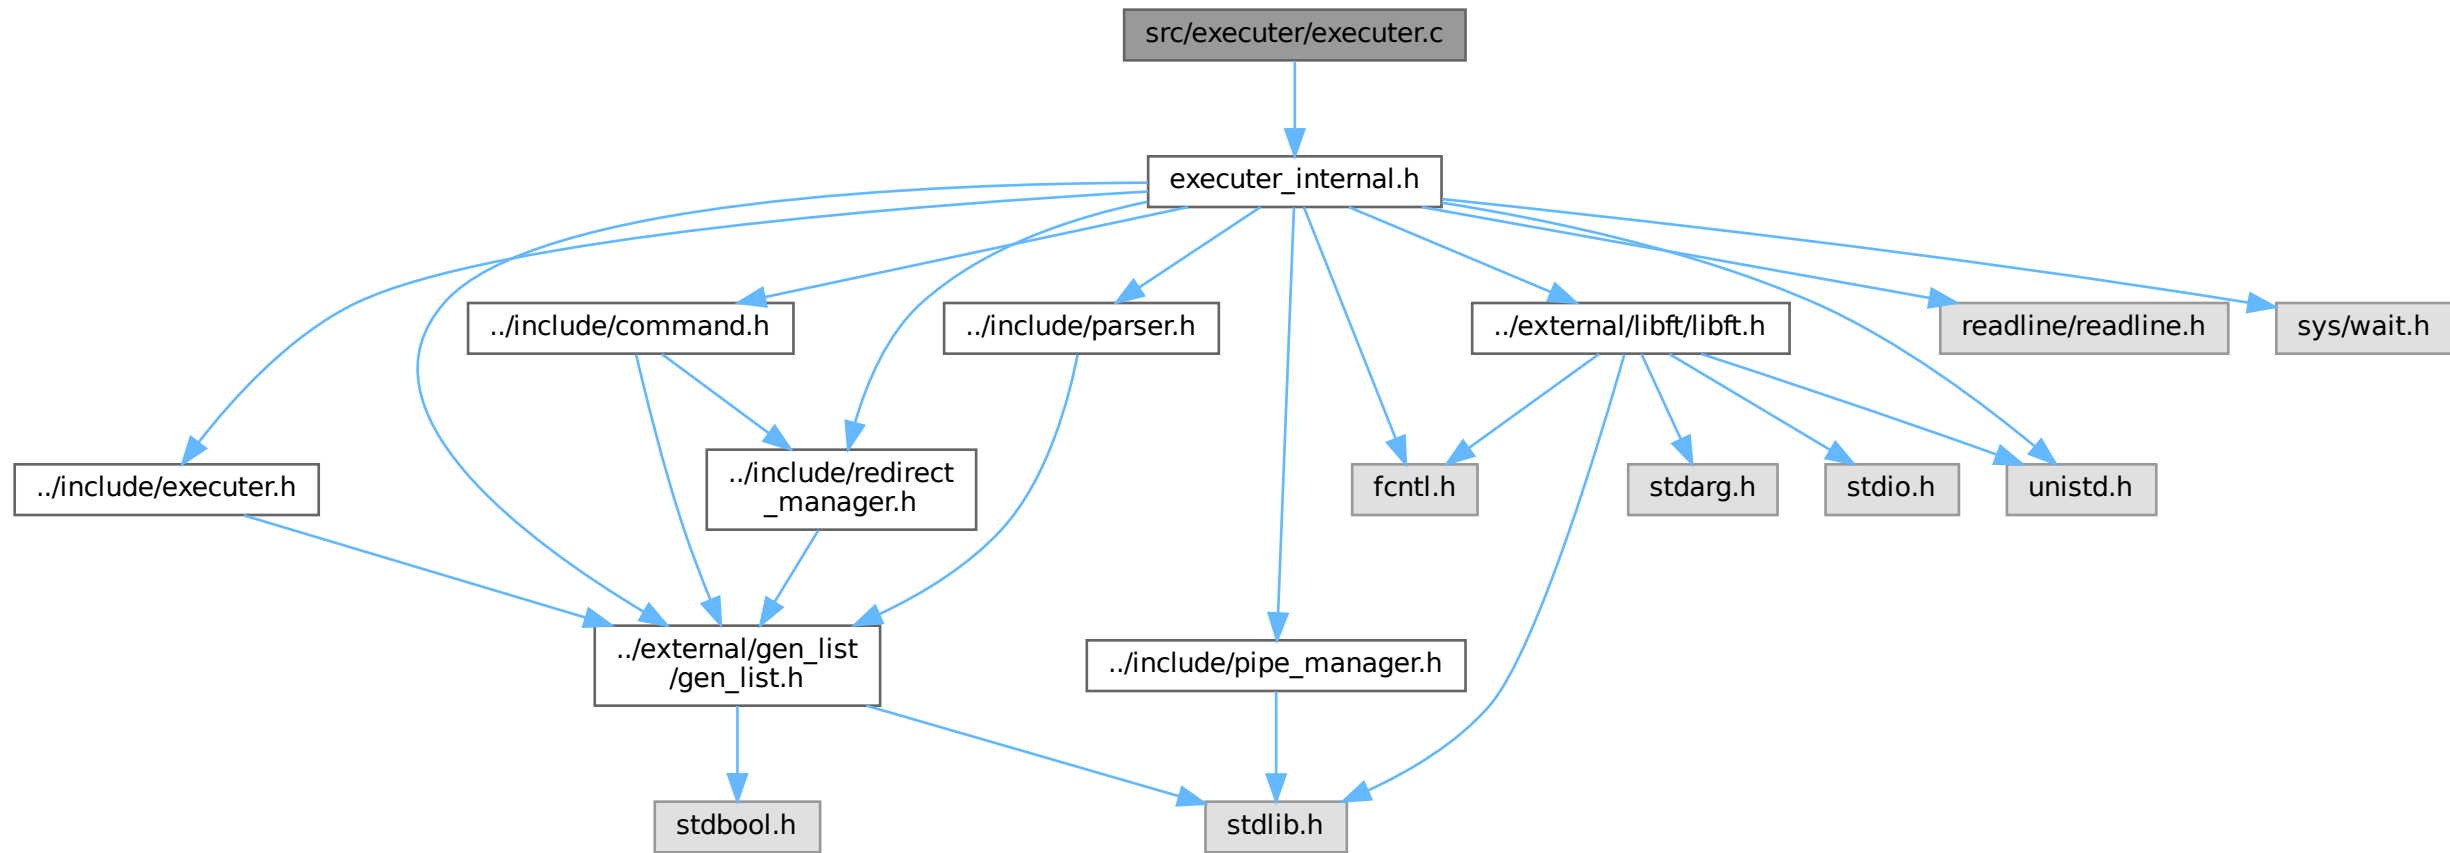 src/executer/executer.c
executer_internal.h
../include/command.h
../include/parser.h
../external/libft/libft.h
readline/readline.h
sys/wait.h
../include/executer.h
../include/redirect
_manager.h
fcntl.h
stdarg.h
stdio.h
unistd.h
../external/gen_list
/gen_list.h
../include/pipe_manager.h
stdbool.h
stdlib.h